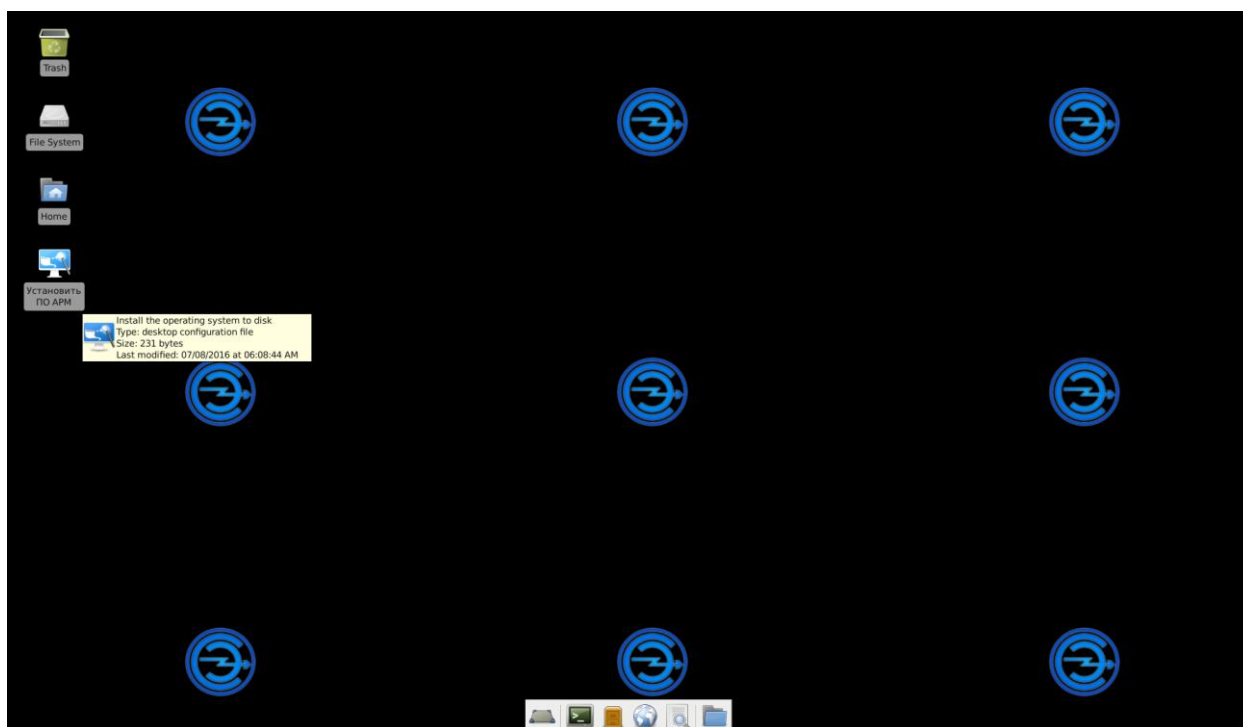 Trash
File System
Home
Установить
ПО АРМ
Install the operating system to disk
Type: desktop configuration file
Size: 231 bytes
Last modified: 07/08/2016 at 06:08:44 AM